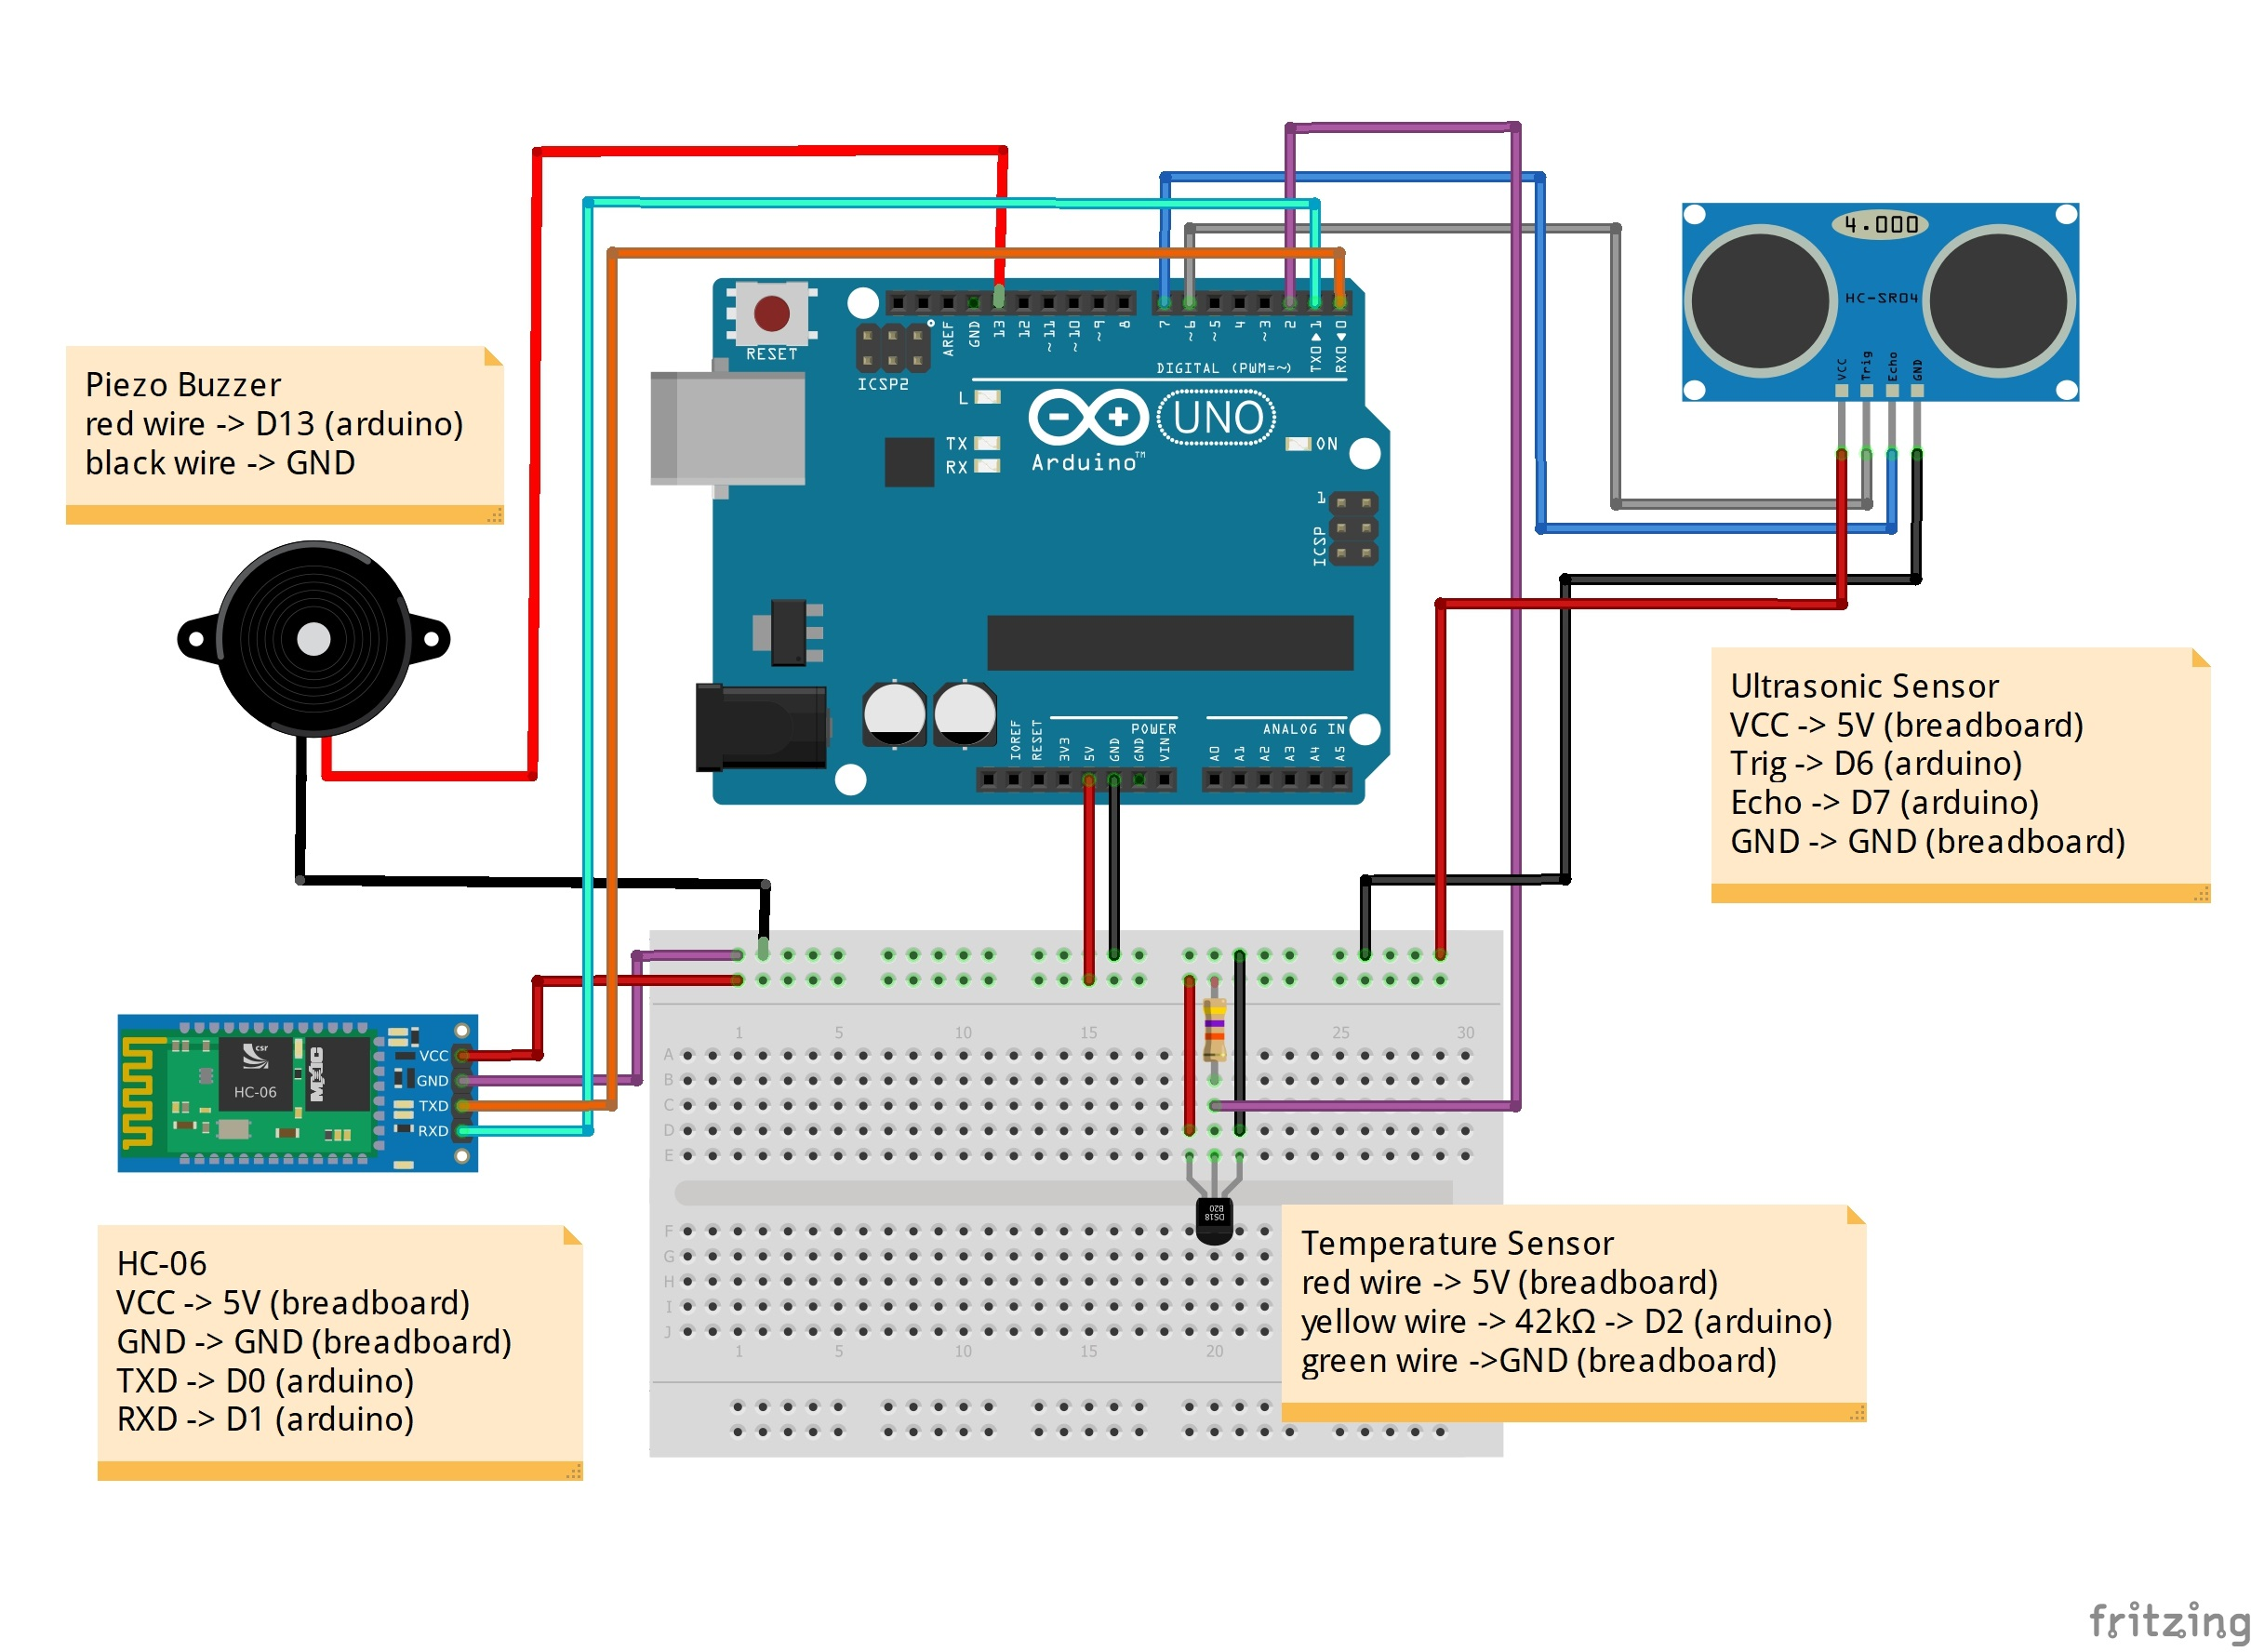 4.000
HC-SR04
VCC
Trig
Echo
GND
RESET
ICSP2
AREF
GND
13
12
~11
~10
~9
8
7
~6
~5
4
~3
2
TX0▶1
RX0◀0
DIGITAL (PWM=~)
L
TX
RX
UNO
Arduino™
ON
1
ICSP
IOREF
RESET
3V3
5V
GND
GND
VIN
POWER
ANALOG IN
A0
A1
A2
A3
A4
A5
Piezo Buzzer
red wire -> D13 (arduino)
black wire -> GND
Ultrasonic Sensor
VCC -> 5V (breadboard)
Trig -> D6 (arduino)
Echo -> D7 (arduino)
GND -> GND (breadboard)
csr
HC-06
MXIC
VCC
GND
TXD
RXD
1 5 10 15 25 30
A
B
C
D
E
F
G
H
I
J
1 5 10 15 20
DS18
B20
HC-06
VCC -> 5V (breadboard)
GND -> GND (breadboard)
TXD -> D0 (arduino)
RXD -> D1 (arduino)
Temperature Sensor
red wire -> 5V (breadboard)
yellow wire -> 42kΩ -> D2 (arduino)
green wire ->GND (breadboard)
fritzing